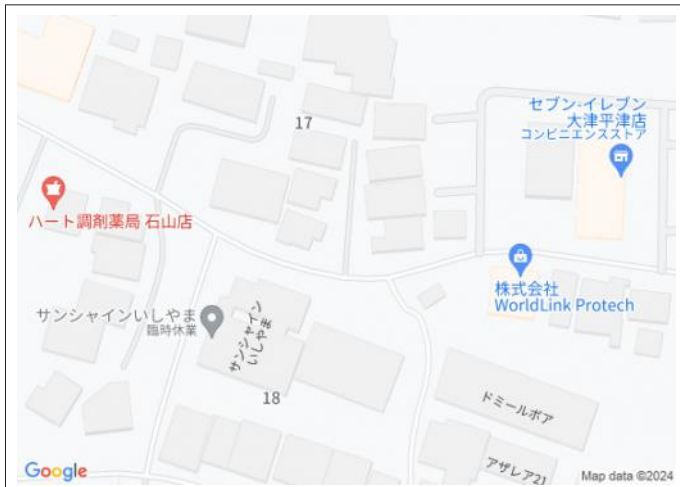 セブン-イレブン
大津平津店
コンビニエンスストア
17
ハート調剤薬局 石山店
株式会社
WorldLink Protech
サンシャインいしやま
臨時休業
サンシャイン
いしやま
18
ドミールボア
アザレア21
Google
Map data ©2024